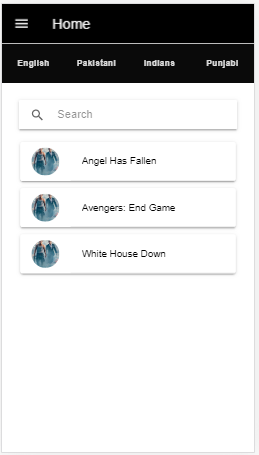 Home
English Pakistani Indians Punjabi
Search
Angel Has Fallen
Avengers: End Game
White House Down